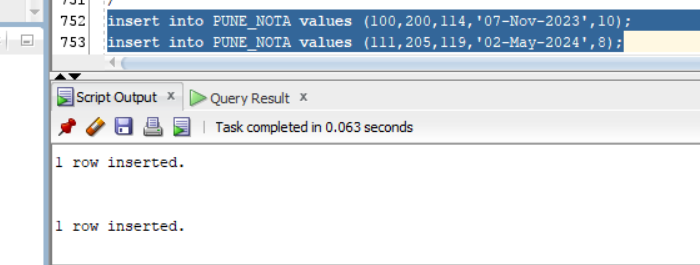 751 /
752 insert into PUNE_NOTA values (100,200,114,'07-Nov-2023',10);
753 insert into PUNE_NOTA values (111,205,119,'02-May-2024',8);
Script Output x Query Result x
Task completed in 0.063 seconds
1 row inserted.
1 row inserted.